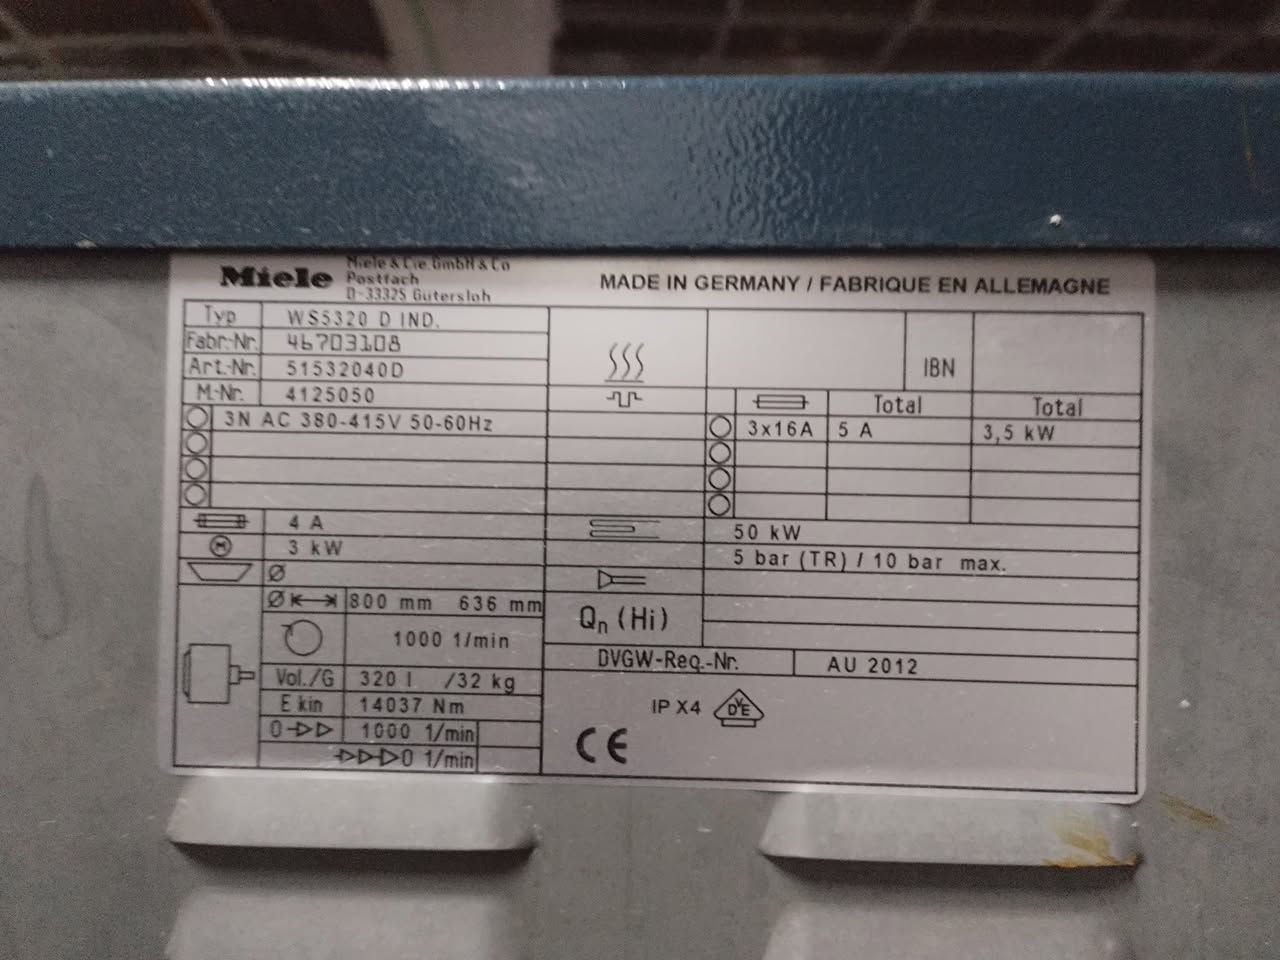 Miele
Miele & Cie. GmbH & Co
Postfach
D-33325 Gütersloh
MADE IN GERMANY / FABRIQUE EN ALLEMAGNE
Typ WS5320 D IND.
Fabr.-Nr. 46703108
Art.-Nr. 51532040D
M.-Nr. 4125050
IBN
Total Total
3N AC 380-415V 50-60Hz 3x16A 5 A 3,5 kW
4 A 50 kW
M 3 kW 5 bar (TR) / 10 bar max.
Ø
Ø 800 mm 636 mm
Qn (Hi)
1000 1/min
DVGW-Reg.-Nr. AU 2012
Vol./G 320 l /32 kg
E kin 14037 Nm
IP X4 DVE
0 1000 1/min
CE
0 1/min